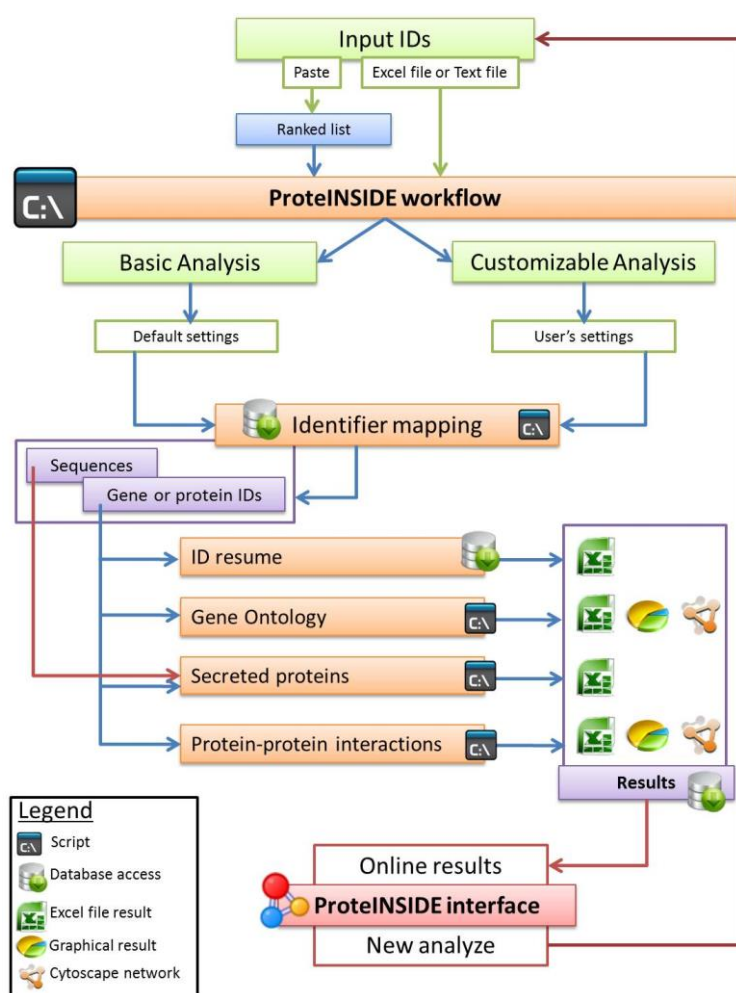 Input IDs
Paste
Excel file or Text file
Ranked list
C:\
ProteINSIDE workflow
Basic Analysis
Customizable Analysis
Default settings
User's settings
Identifier mapping
C:\
Sequences
Gene or protein IDs
ID resume
Gene Ontology
C:\
Secreted proteins
C:\
Protein-protein interactions
C:\
Results
Legend
C:\
Script
Database access
Excel file result
Graphical result
Cytoscape network
Online results
ProteINSIDE interface
New analyze